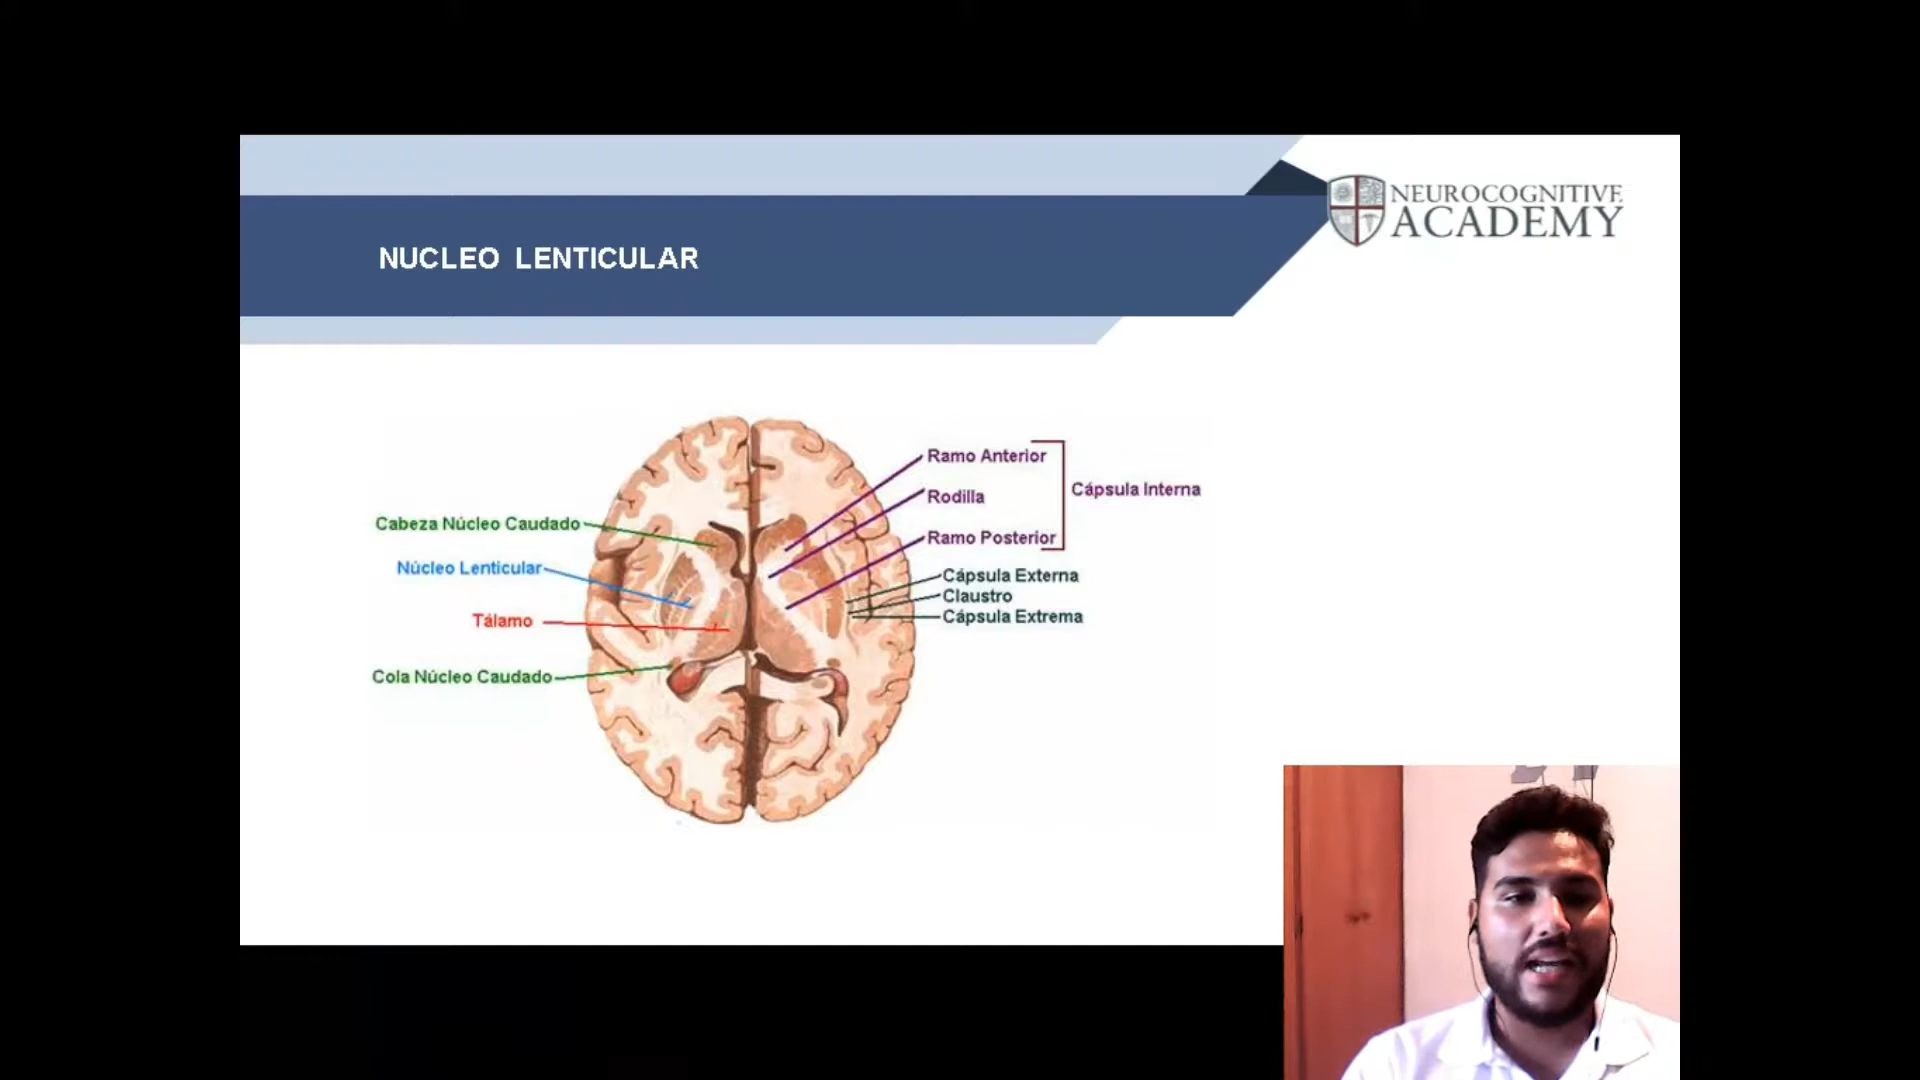 NEUROCOGNITIVE
ACADEMY
NUCLEO LENTICULAR
Cabeza Núcleo Caudado
Núcleo Lenticular
Tálamo
Cola Núcleo Caudado
Ramo Anterior
Rodilla
Ramo Posterior
Cápsula Interna
Cápsula Externa
Claustro
Cápsula Extrema